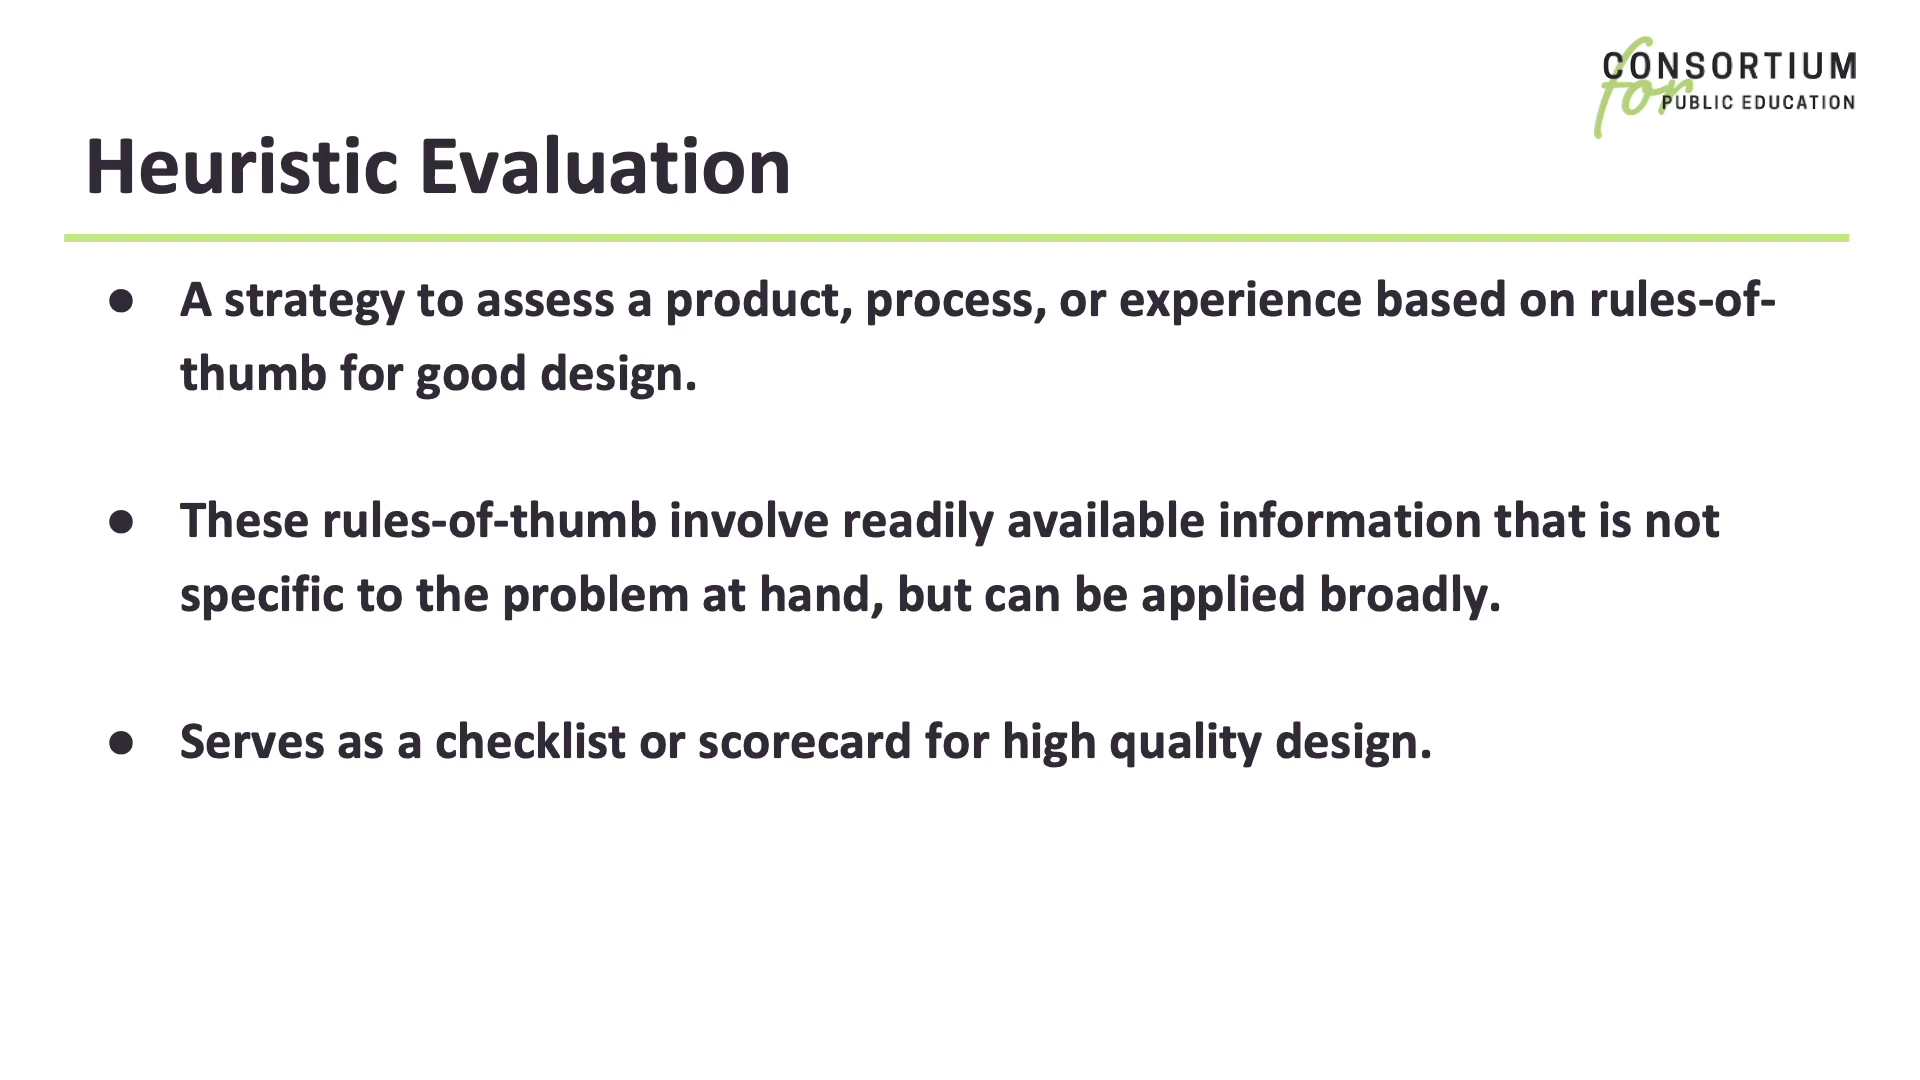 CONSORTIUM
for PUBLIC EDUCATION
Heuristic Evaluation
● A strategy to assess a product, process, or experience based on rules-of-
thumb for good design.
● These rules-of-thumb involve readily available information that is not
specific to the problem at hand, but can be applied broadly.
● Serves as a checklist or scorecard for high quality design.